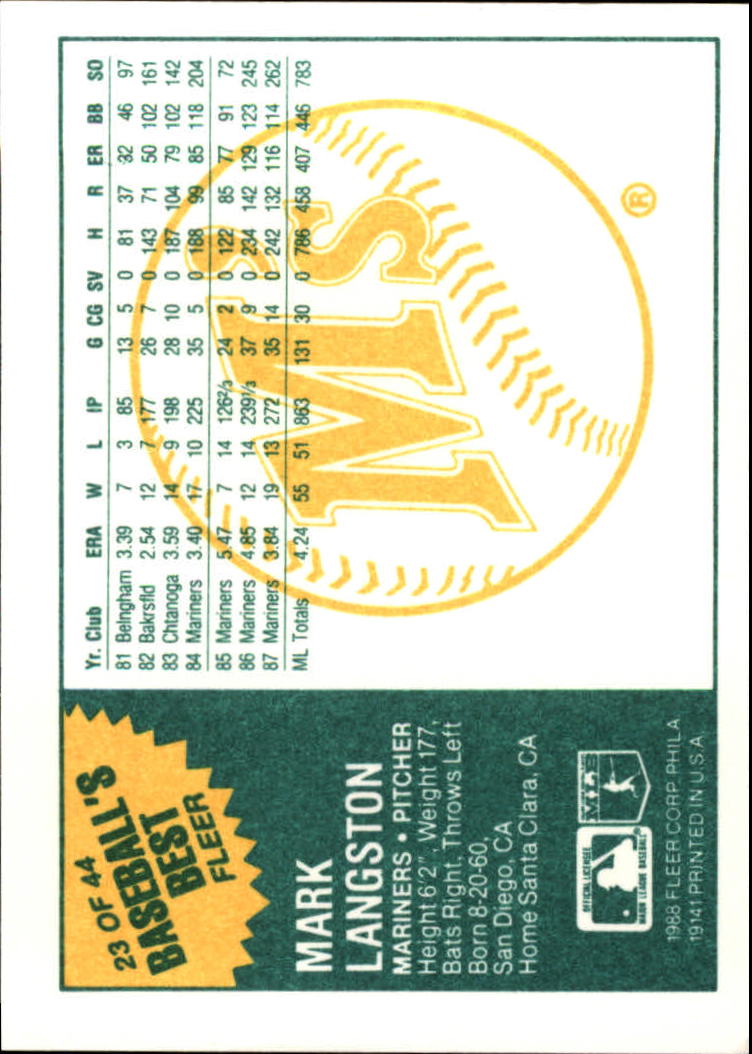 23 OF 44
BASEBALL'S
BEST
FLEER
MARK
LANGSTON
MARINERS • PITCHER
Height 6'2" Weight 177,
Bats Right, Throws Left
Born 8-20-60,
San Diego, CA
Home Santa Clara, CA
OFFICIAL LICENSEE
MAJOR LEAGUE BASEBALL
© 1988 FLEER CORP. PHILA
19141 PRINTED IN U.S.A.
Yr. Club ERA W L IP G CG SV H R ER BB SO
81 Belngham 3.39 7 3 85 13 5 0 81 37 32 46 97
82 Bakrsfld 2.54 12 7 177 26 7 0 143 71 50 102 161
83 Chtanoga 3.59 14 9 198 28 10 0 187 104 79 102 142
84 Mariners 3.40 17 10 225 35 5 0 188 99 85 118 204
85 Mariners 5.47 7 14 126⅔ 24 2 0 122 85 77 91 72
86 Mariners 4.85 12 14 239⅓ 37 9 0 234 142 129 123 245
87 Mariners 3.84 19 13 272 35 14 0 242 132 116 114 262
ML Totals 4.24 55 51 863 131 30 0 786 458 407 446 783
M's
®